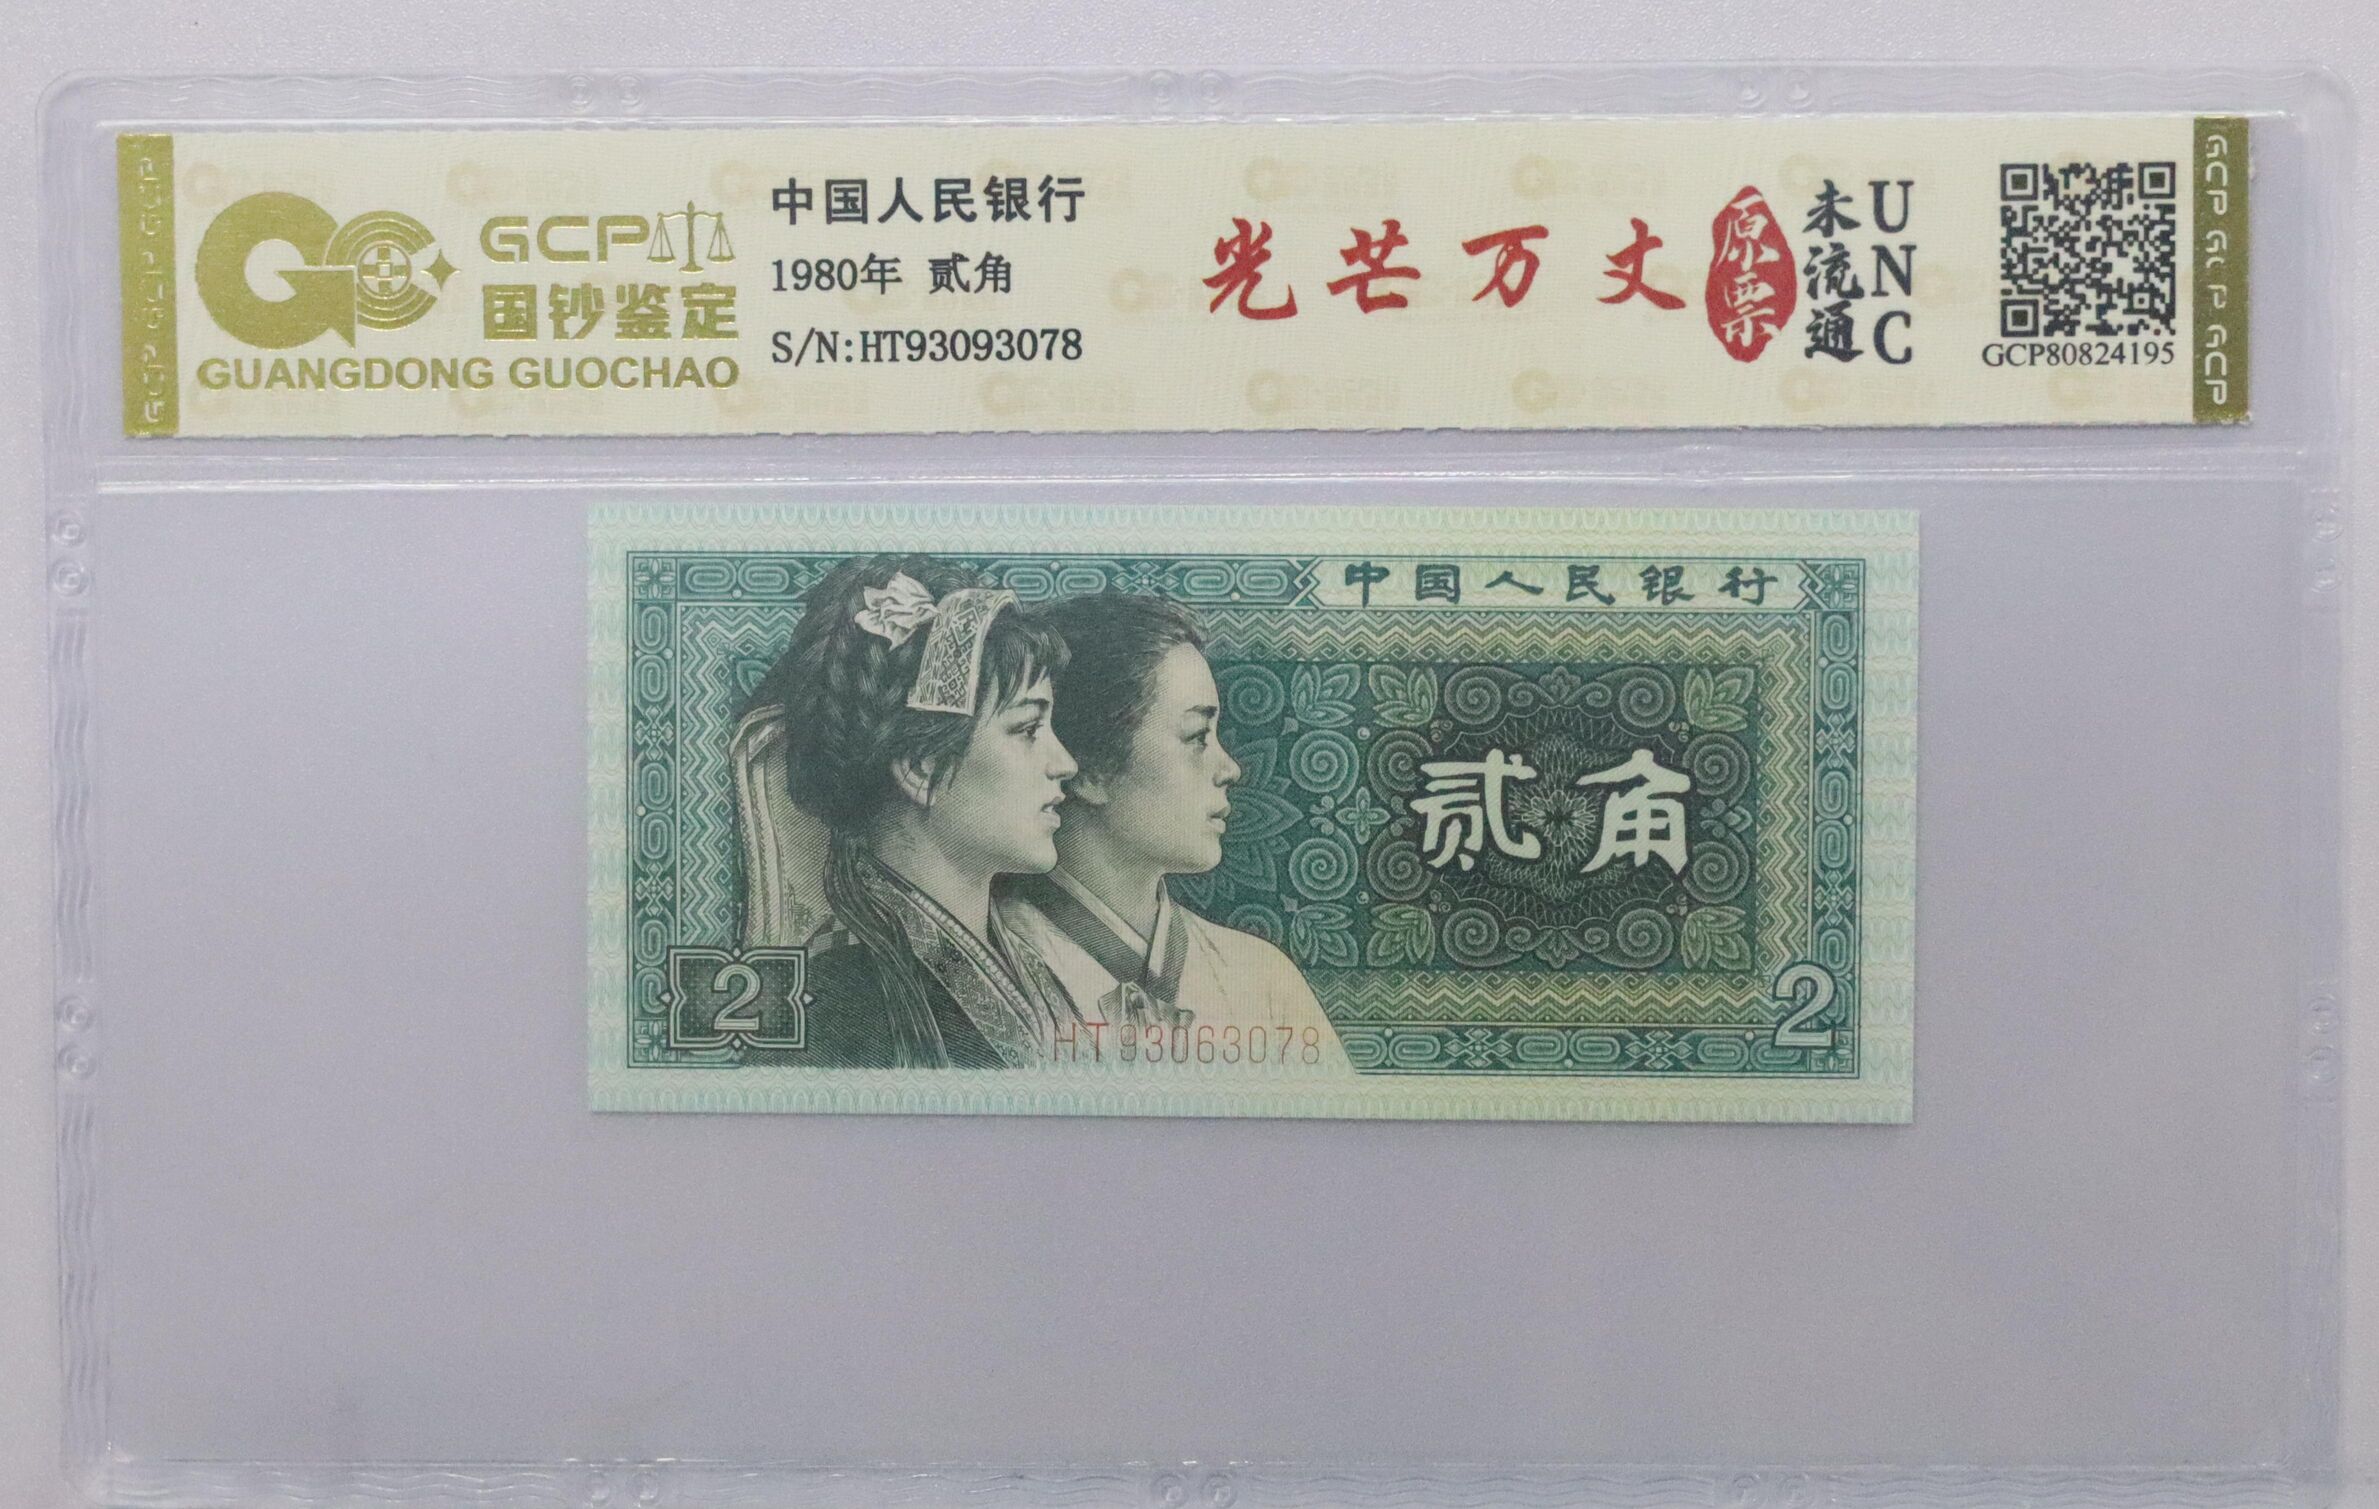 GCP
国钞鉴定
GUANGDONG GUOCHAO
中国人民银行
1980年 贰角
S/N:HT93093078
光芒万丈
原票
未流通
UNC
GCP80824195
中国人民银行
贰角
2
2
HT93063078